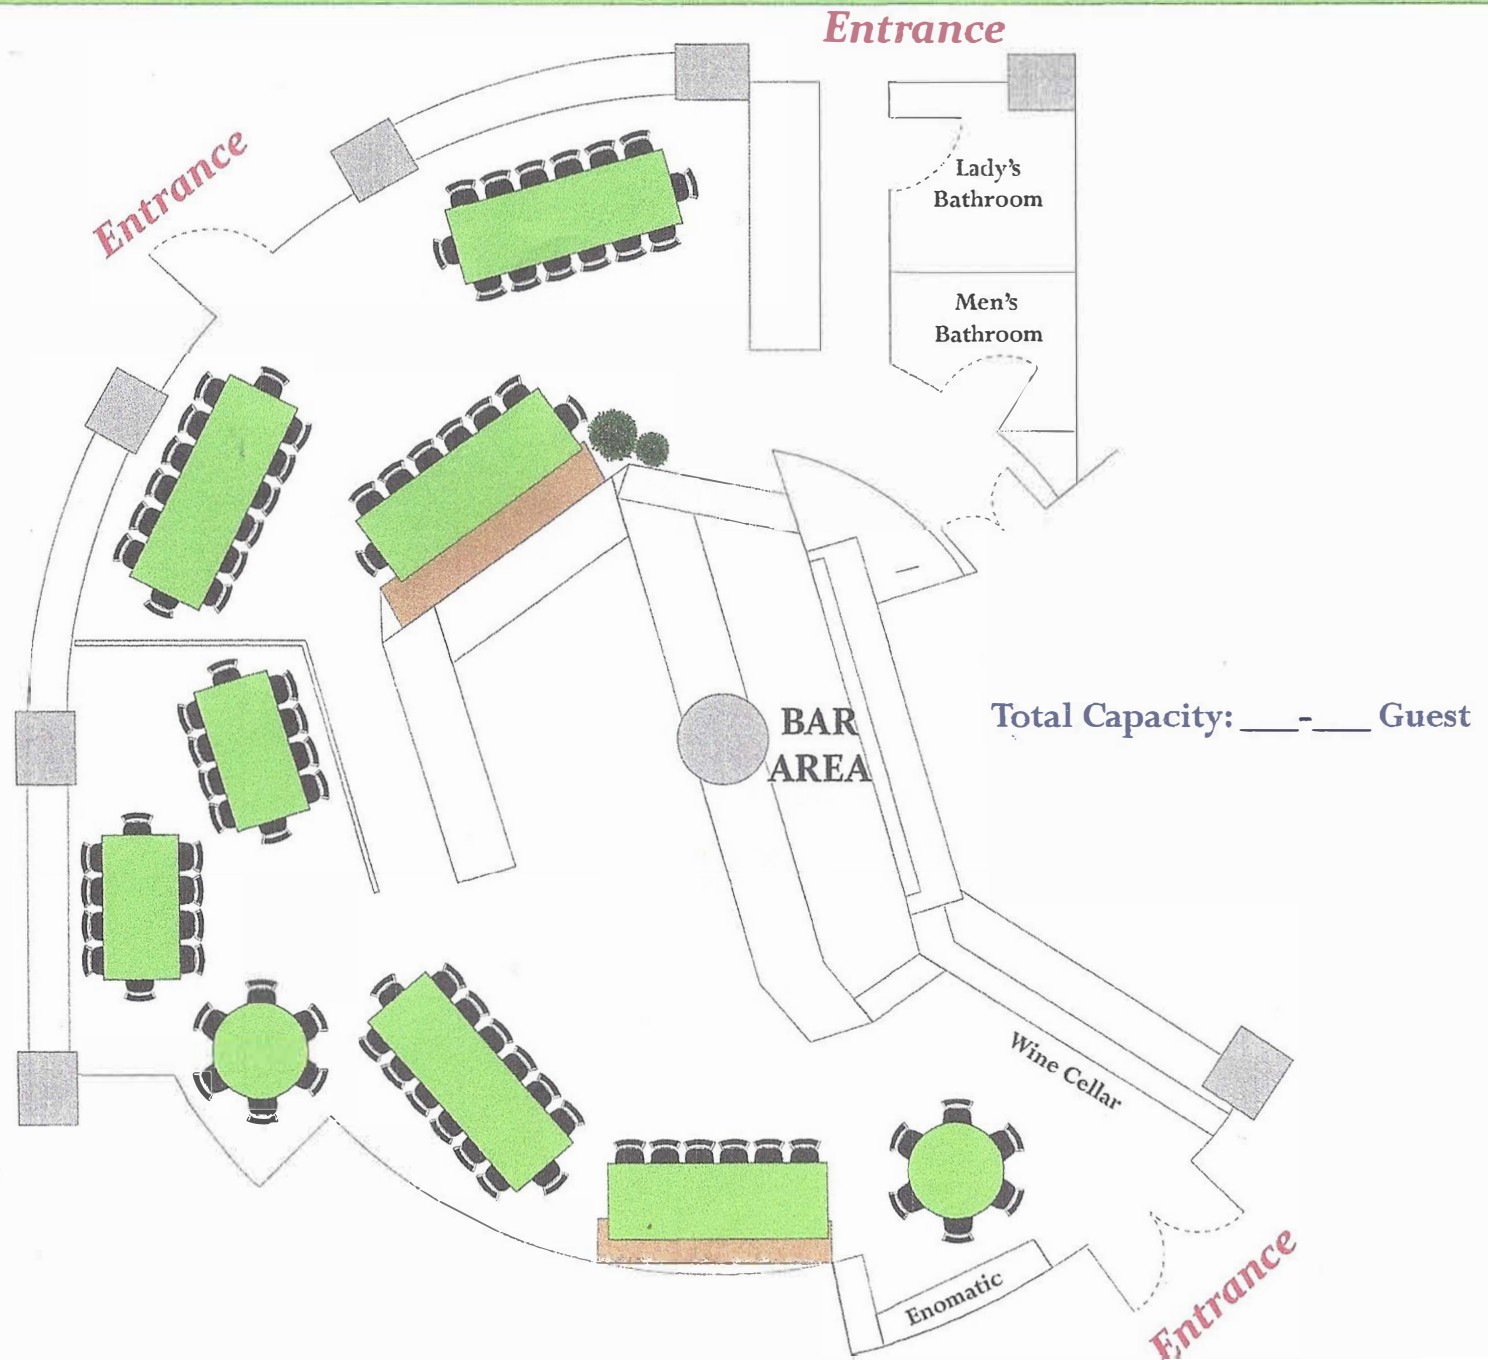 Entrance
Entrance
Lady's
Bathroom
Men's
Bathroom
Total Capacity: ___-___ Guest
BAR
AREA
Wine Cellar
Enomatic
Entrance